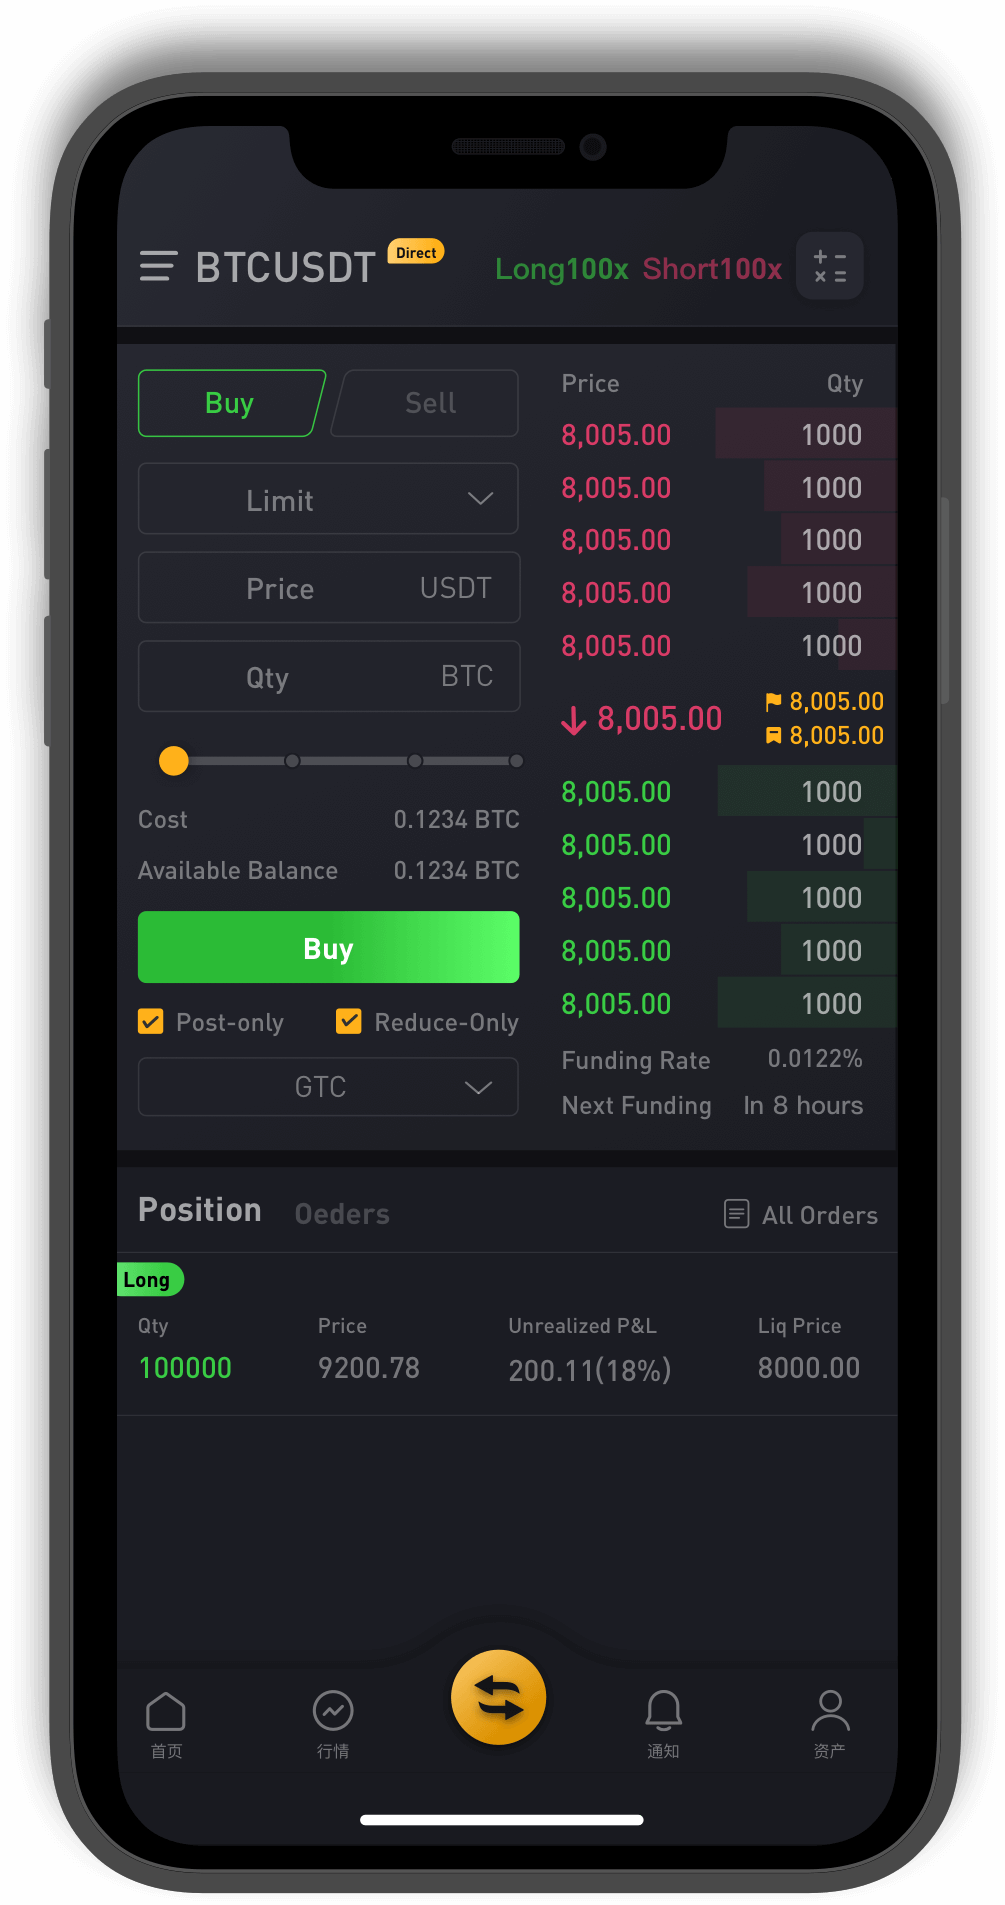 BTCUSDT Direct Long100x Short100x
Buy Sell
Limit
Price USDT
Qty BTC
Cost 0.1234 BTC
Available Balance 0.1234 BTC
Buy
Post-only Reduce-Only
GTC
Price Qty
8,005.00 1000
8,005.00 1000
8,005.00 1000
8,005.00 1000
8,005.00 1000
8,005.00 8,005.00
8,005.00
8,005.00 1000
8,005.00 1000
8,005.00 1000
8,005.00 1000
8,005.00 1000
Funding Rate 0.0122%
Next Funding In 8 hours
Position Oeders All Orders
Long
Qty Price Unrealized P&L Liq Price
100000 9200.78 200.11(18%) 8000.00
首页 行情 通知 资产